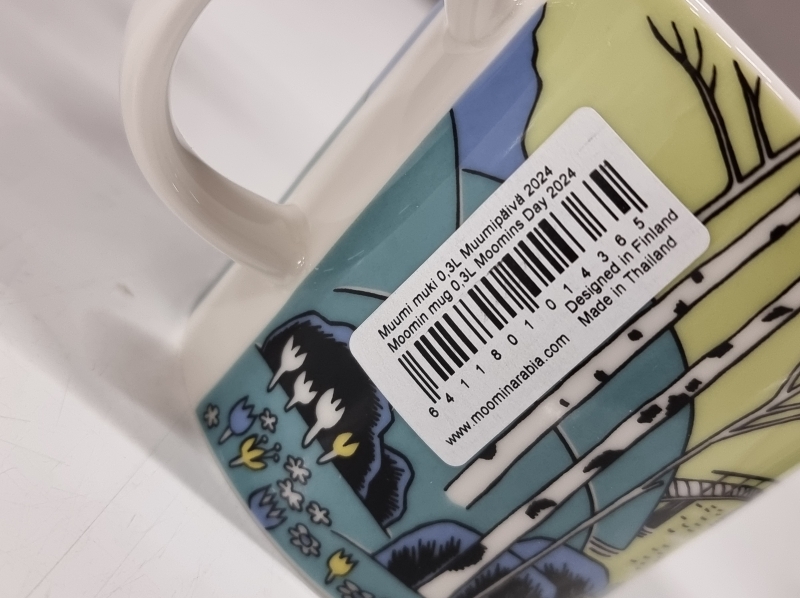 Muumi muki 0,3L Muumipäivä 2024
Moomin mug 0,3L Moomins Day 2024
6 411801 014365
Designed in Finland
www.moominarabia.com Made in Thailand